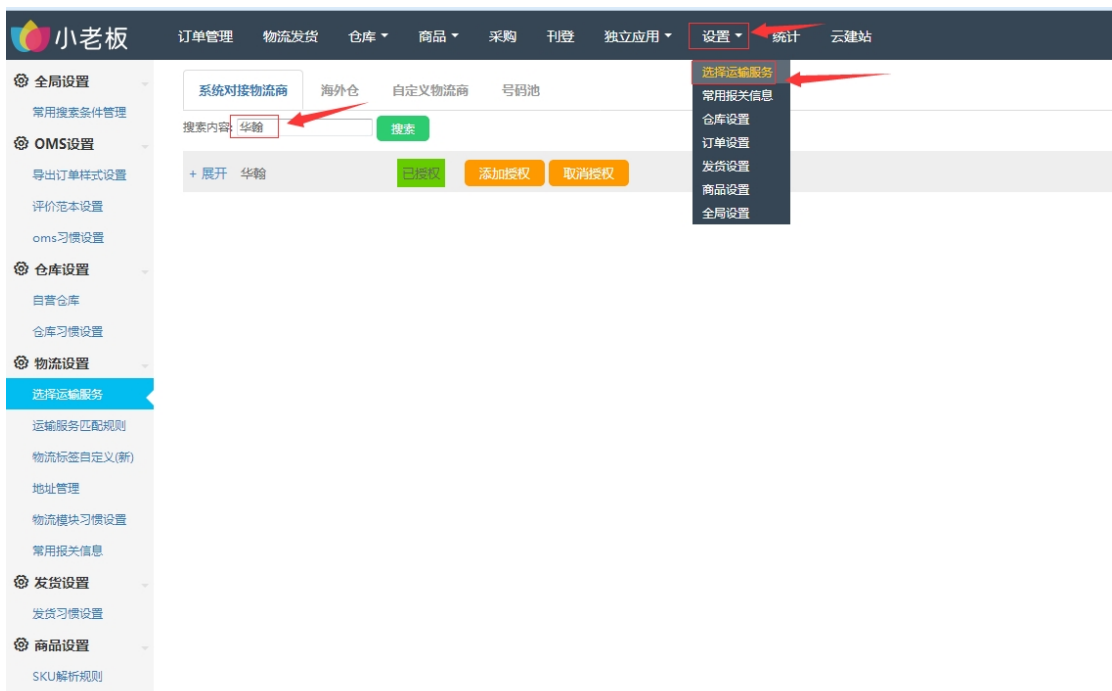 小老板
订单管理 物流发货 仓库 商品 采购 刊登 独立应用 设置 统计 云建站
选择运输服务
常用报关信息
仓库设置
订单设置
发货设置
商品设置
全局设置
全局设置
常用搜索条件管理
OMS设置
导出订单样式设置
评价范本设置
oms习惯设置
仓库设置
自营仓库
仓库习惯设置
物流设置
选择运输服务
运输服务匹配规则
物流标签自定义(新)
地址管理
物流模块习惯设置
常用报关信息
发货设置
发货习惯设置
商品设置
SKU解析规则
系统对接物流商 海外仓 自定义物流商 号码池
搜素内容: 华翰 搜素
+ 展开 华翰 已授权 添加授权 取消授权